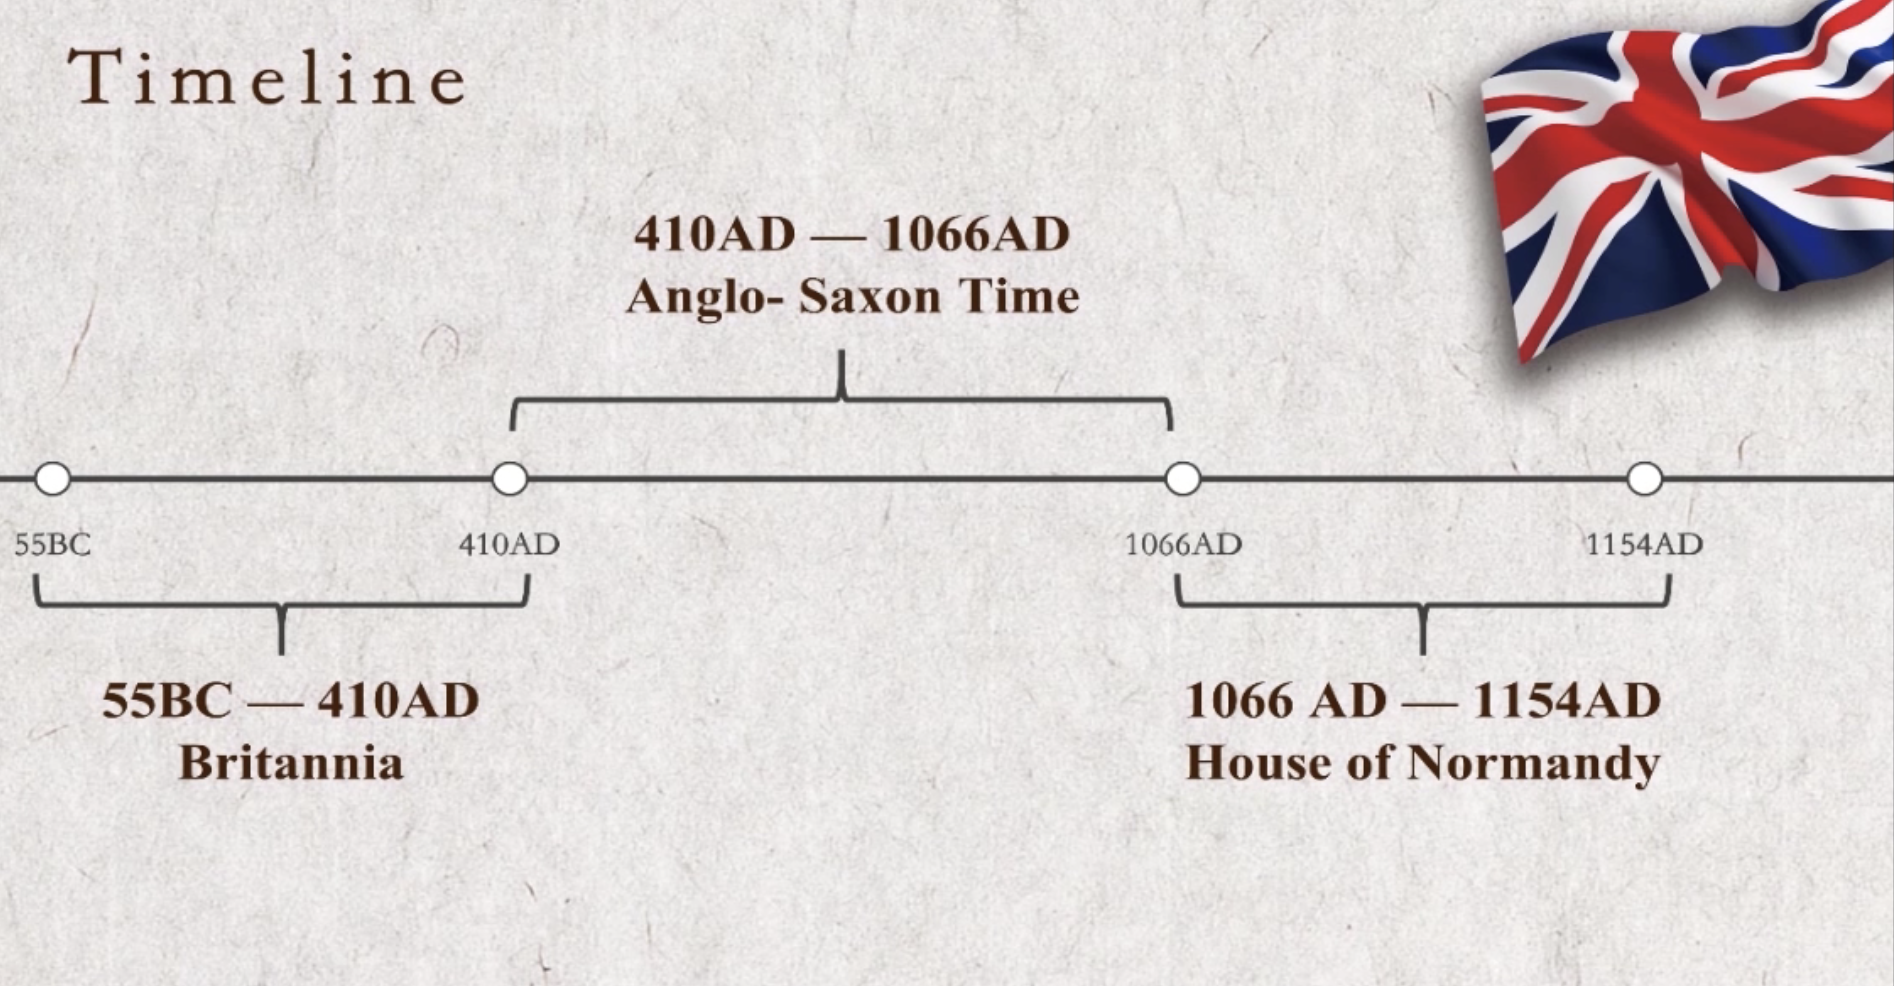 Timeline
410AD — 1066AD
Anglo- Saxon Time
55BC
410AD
1066AD
1154AD
55BC — 410AD
Britannia
1066 AD — 1154AD
House of Normandy